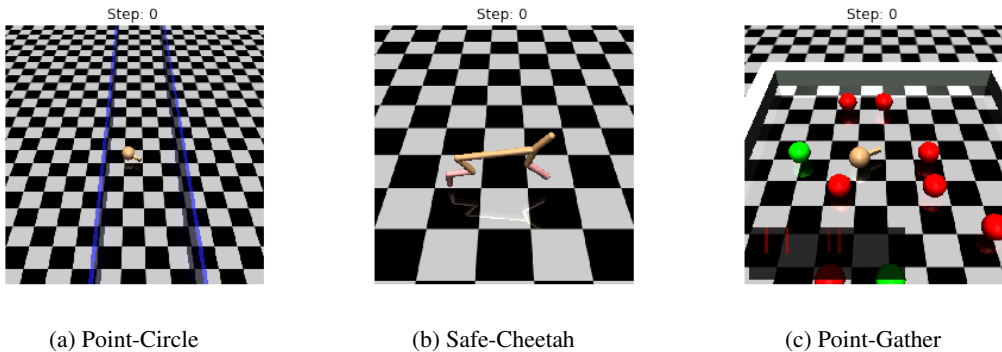 Step: 0
Step: 0
Step: 0
(a) Point-Circle
(b) Safe-Cheetah
(c) Point-Gather